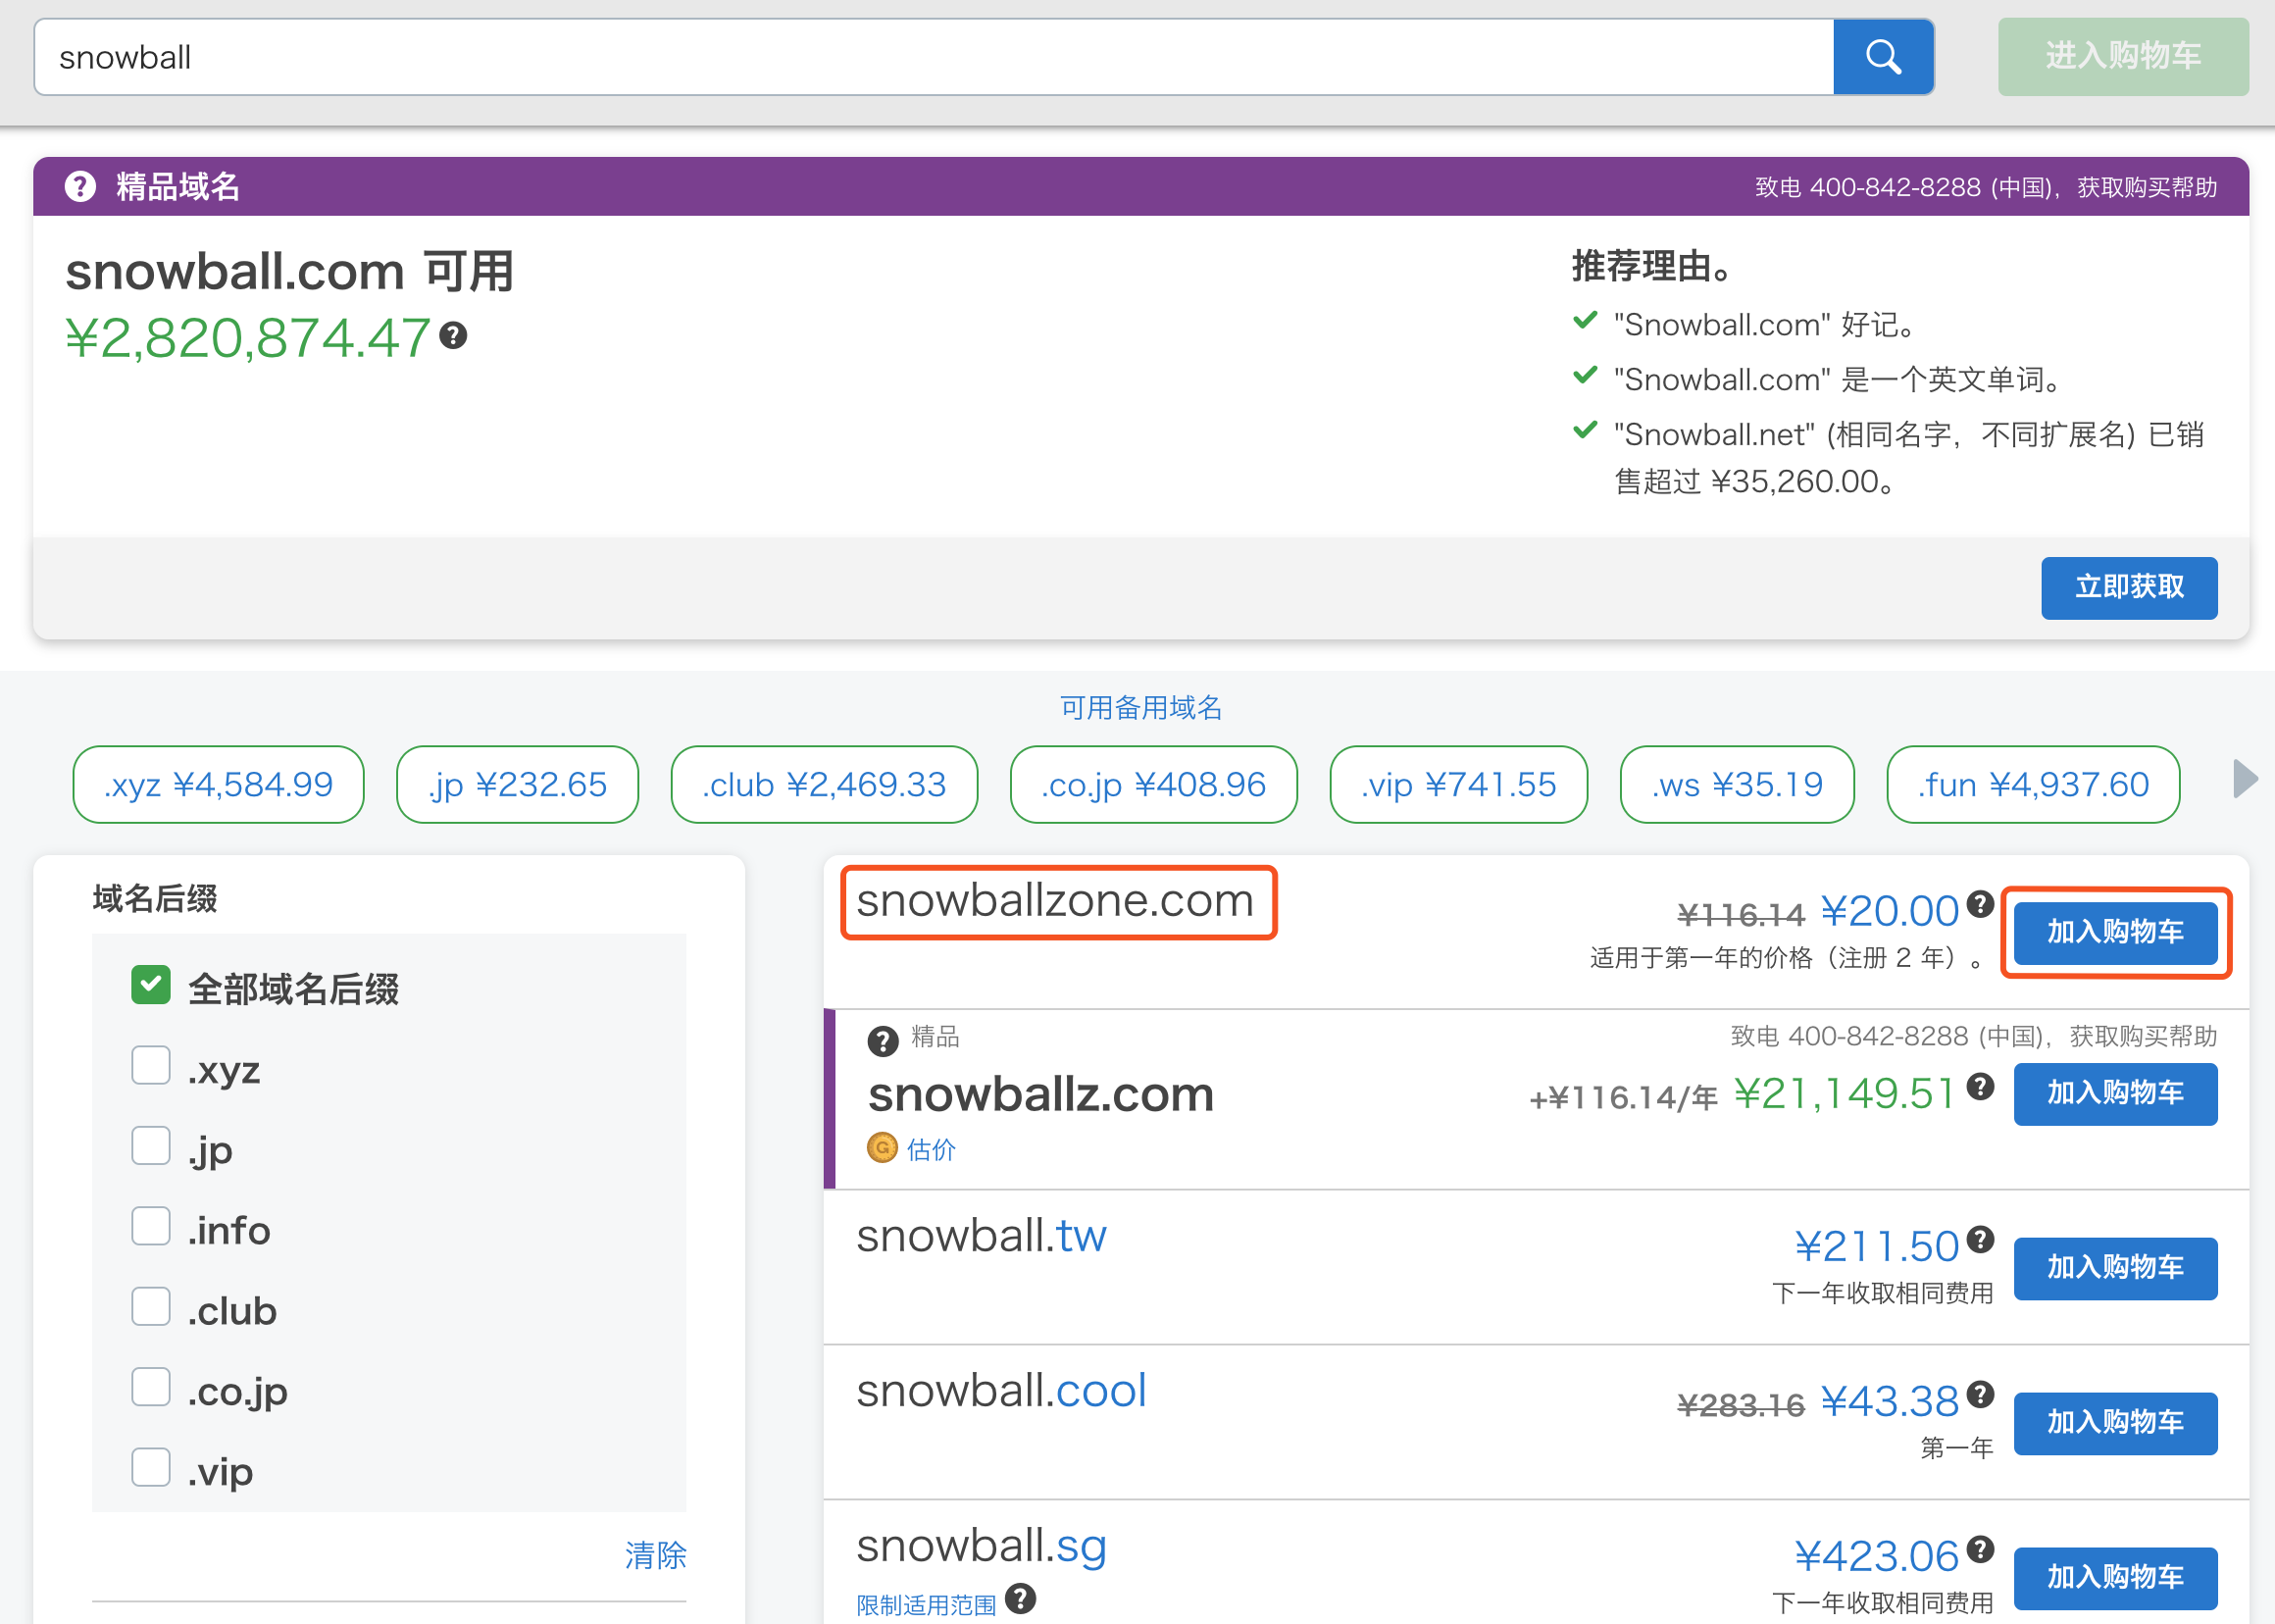 snowball
进入购物车
精品域名
致电 400-842-8288 (中国)，获取购买帮助
snowball.com 可用
¥2,820,874.47
推荐理由。
"Snowball.com" 好记。
"Snowball.com" 是一个英文单词。
"Snowball.net" (相同名字，不同扩展名) 已销
售超过 ¥35,260.00。
立即获取
可用备用域名
.xyz ¥4,584.99
.jp ¥232.65
.club ¥2,469.33
.co.jp ¥408.96
.vip ¥741.55
.ws ¥35.19
.fun ¥4,937.60
域名后缀
全部域名后缀
.xyz
.jp
.info
.club
.co.jp
.vip
清除
snowballzone.com
¥116.14 ¥20.00
适用于第一年的价格（注册 2 年）。
加入购物车
精品
致电 400-842-8288 (中国)，获取购买帮助
snowballz.com
+¥116.14/年 ¥21,149.51
加入购物车
G 估价
snowball.tw
¥211.50
下一年收取相同费用
加入购物车
snowball.cool
¥283.16 ¥43.38
第一年
加入购物车
snowball.sg
限制适用范围
¥423.06
下一年收取相同费用
加入购物车